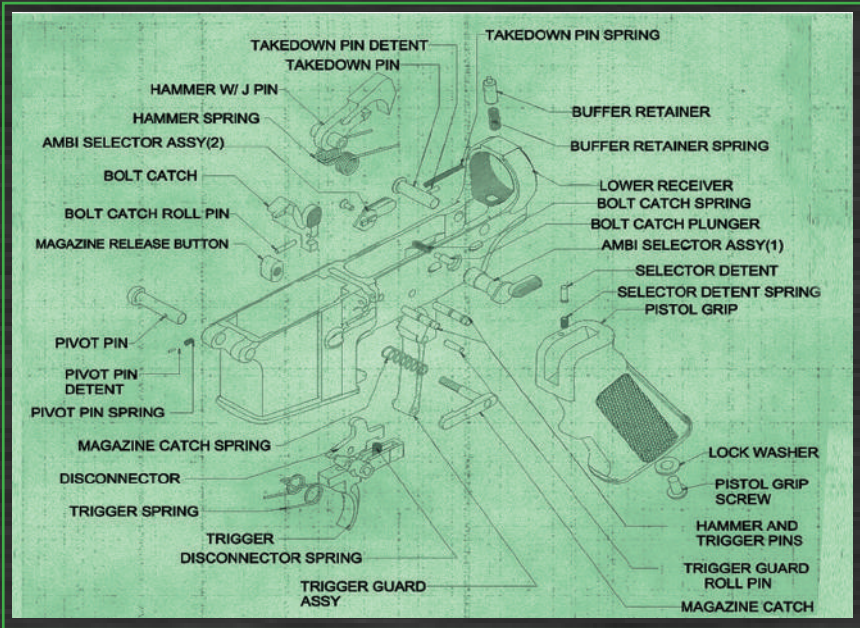 TAKEDOWN PIN SPRING
TAKEDOWN PIN DETENT
TAKEDOWN PIN
HAMMER W/ J PIN
HAMMER SPRING
AMBI SELECTOR ASSY(2)
BOLT CATCH
BOLT CATCH ROLL PIN
MAGAZINE RELEASE BUTTON
PIVOT PIN
PIVOT PIN
DETENT
PIVOT PIN SPRING
MAGAZINE CATCH SPRING
DISCONNECTOR
TRIGGER SPRING
TRIGGER
DISCONNECTOR SPRING
TRIGGER GUARD
ASSY
BUFFER RETAINER
BUFFER RETAINER SPRING
LOWER RECEIVER
BOLT CATCH SPRING
BOLT CATCH PLUNGER
AMBI SELECTOR ASSY(1)
SELECTOR DETENT
SELECTOR DETENT SPRING
PISTOL GRIP
LOCK WASHER
PISTOL GRIP
SCREW
HAMMER AND
TRIGGER PINS
TRIGGER GUARD
ROLL PIN
MAGAZINE CATCH